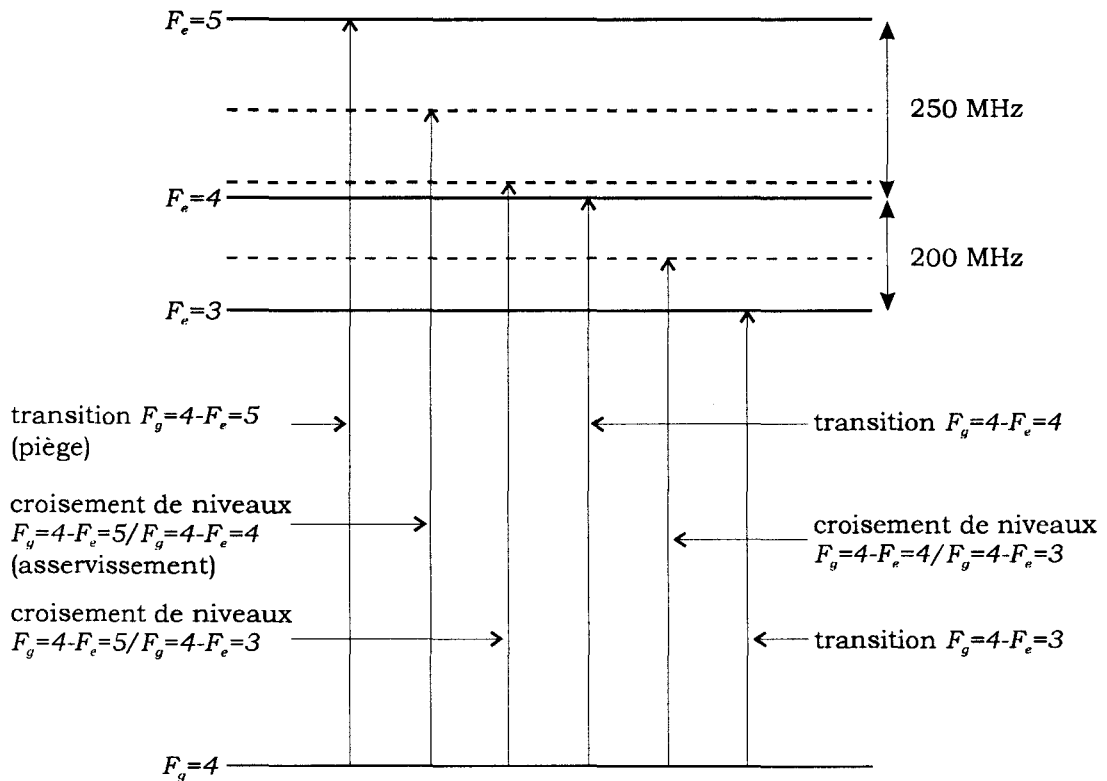 F_e=5
250 MHz
F_e=4
200 MHz
F_e=3
transition F_g=4-F_e=5
(piège)
transition F_g=4-F_e=4
croisement de niveaux
F_g=4-F_e=5/F_g=4-F_e=4
(asservissement)
croisement de niveaux
F_g=4-F_e=4/F_g=4-F_e=3
croisement de niveaux
F_g=4-F_e=5/F_g=4-F_e=3
transition F_g=4-F_e=3
F_g=4